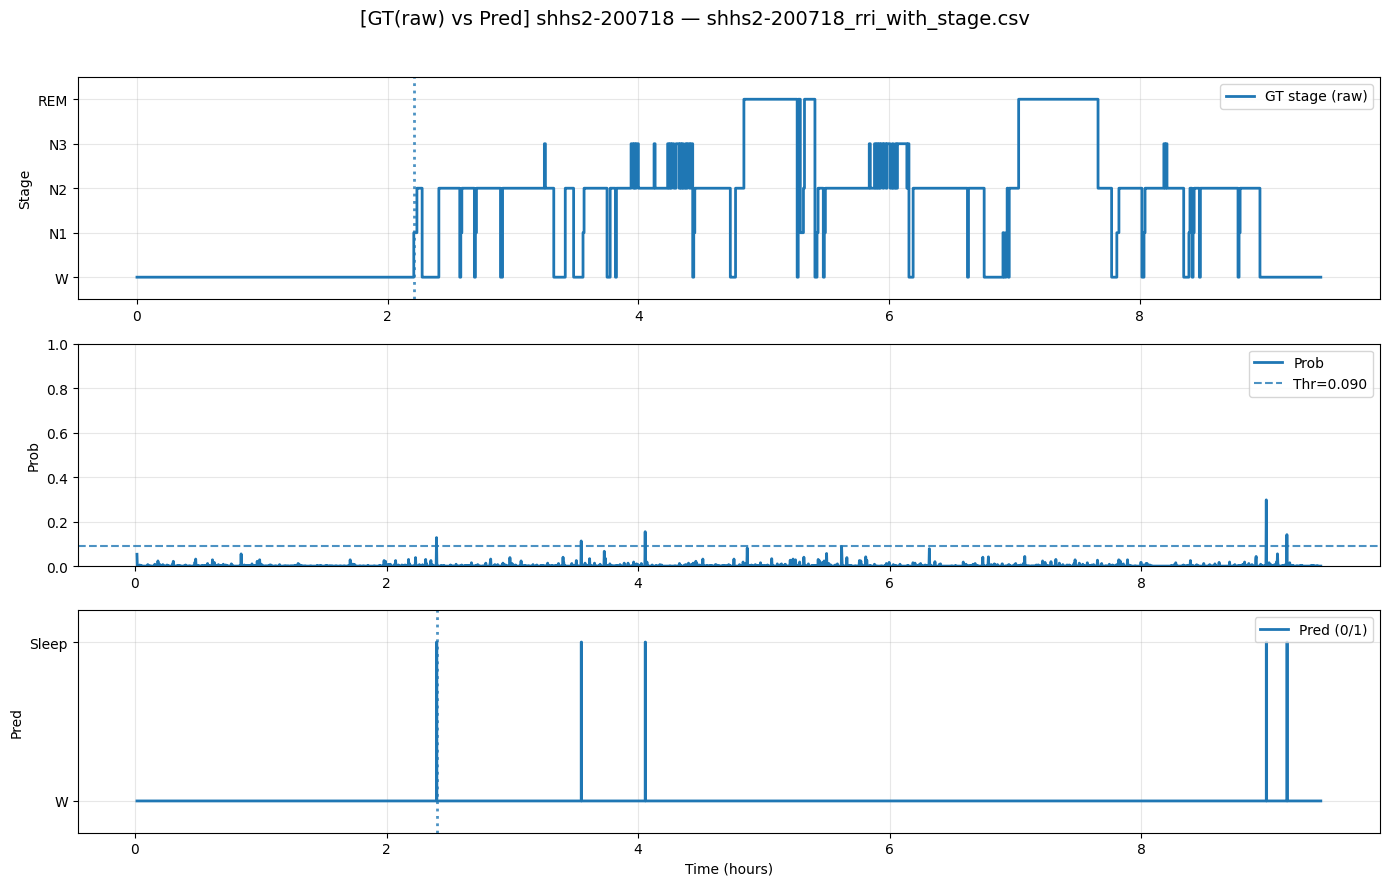 [GT(raw) vs Pred] shhs2-200718 — shhs2-200718_rri_with_stage.csv
REM
N3
N2
N1
W
Stage
GT stage (raw)
0 2 4 6 8
1.0
0.8
0.6
0.4
0.2
0.0
Prob
Prob
Thr=0.090
0 2 4 6 8
Sleep
W
Pred
Pred (0/1)
0 2 4 6 8
Time (hours)